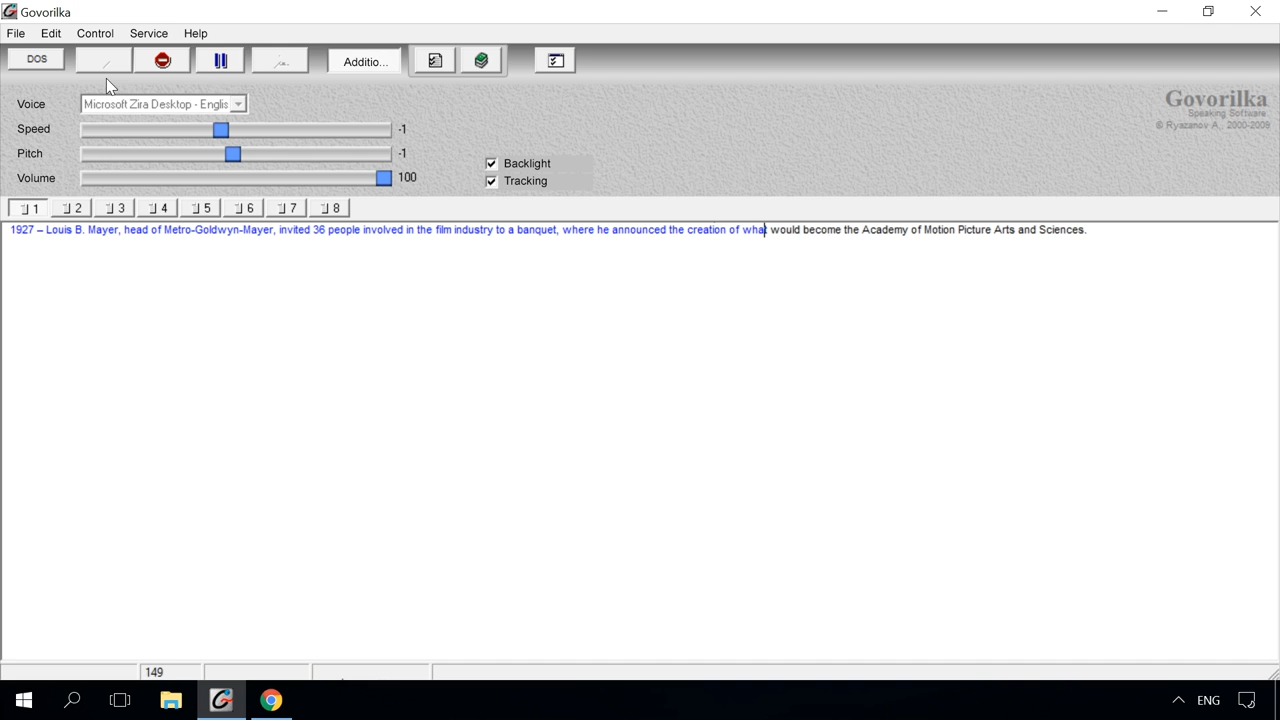 Govorilka
File Edit Control Service Help
DOS Additio...
Voice Microsoft Zira Desktop - Englis
Govorilka
Speaking Software
© Ryazanov A., 2000-2009
Speed -1
Pitch -1
Backlight
Volume 100
Tracking
1 2 3 4 5 6 7 8
1927 – Louis B. Mayer, head of Metro-Goldwyn-Mayer, invited 36 people involved in the film industry to a banquet, where he announced the creation of what would become the Academy of Motion Picture Arts and Sciences.
149
ENG